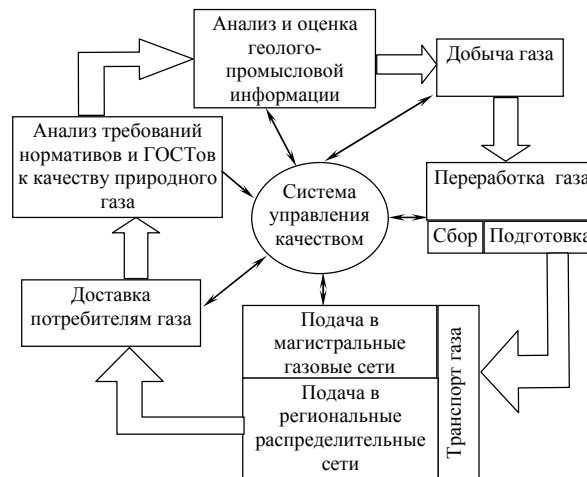 Анализ и оценка
геолого-
промысловой
информации
Добыча газа
Анализ требований
нормативов и ГОСТов
к качеству природного
газа
Система
управления
качеством
Переработка газа
Сбор
Подготовка
Доставка
потребителям газа
Подача в
магистральные
газовые сети
Подача в
региональные
распределительные
сети
Транспорт газа